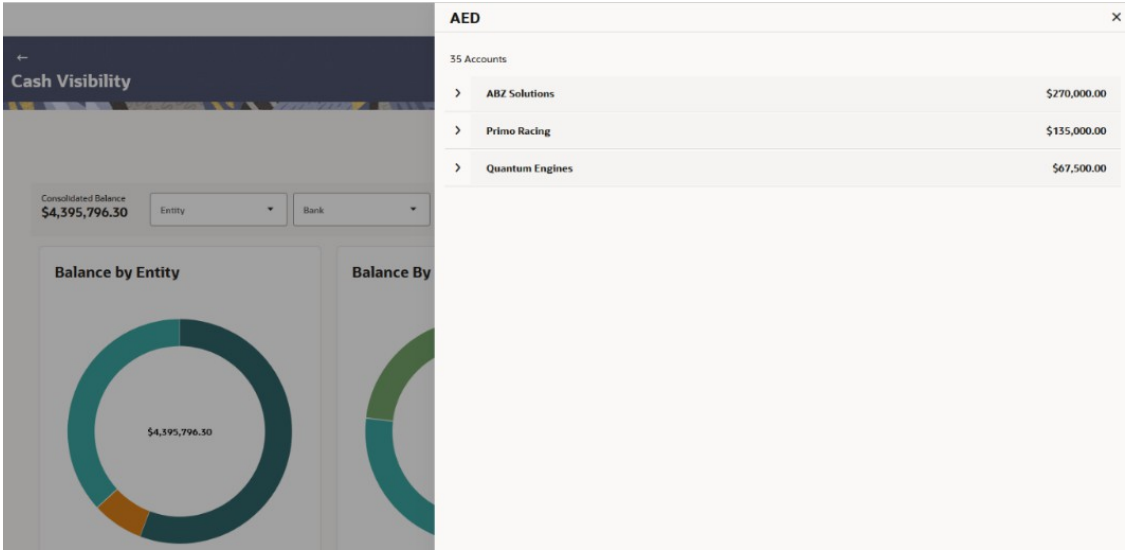 AED
×
35 Accounts
ABZ Solutions $270,000.00
Primo Racing $135,000.00
Quantum Engines $67,500.00
←
Cash Visibility
Consolidated Balance
$4,395,796.30
Entity
Bank
Balance by Entity
$4,395,796.30
Balance By